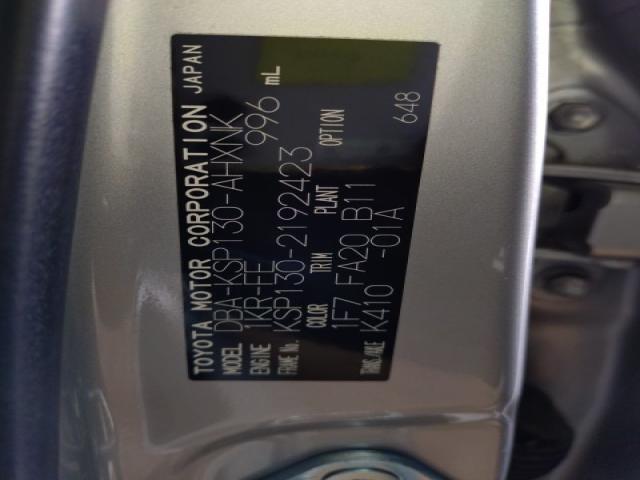 TOYOTA MOTOR CORPORATION JAPAN
MODEL DBA-KSP130-AHXNK
ENGINE 1KR-FE 996 mL
FRAME No. KSP130-2192423
COLOR TRIM PLANT OPTION
1F7 FA20 B11
TRANS/AXLE K410 -01A 648